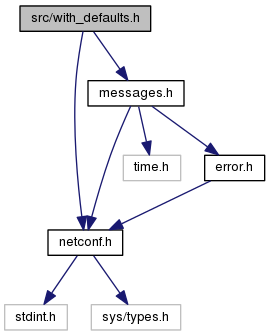 src/with_defaults.h
messages.h
time.h
error.h
netconf.h
stdint.h
sys/types.h